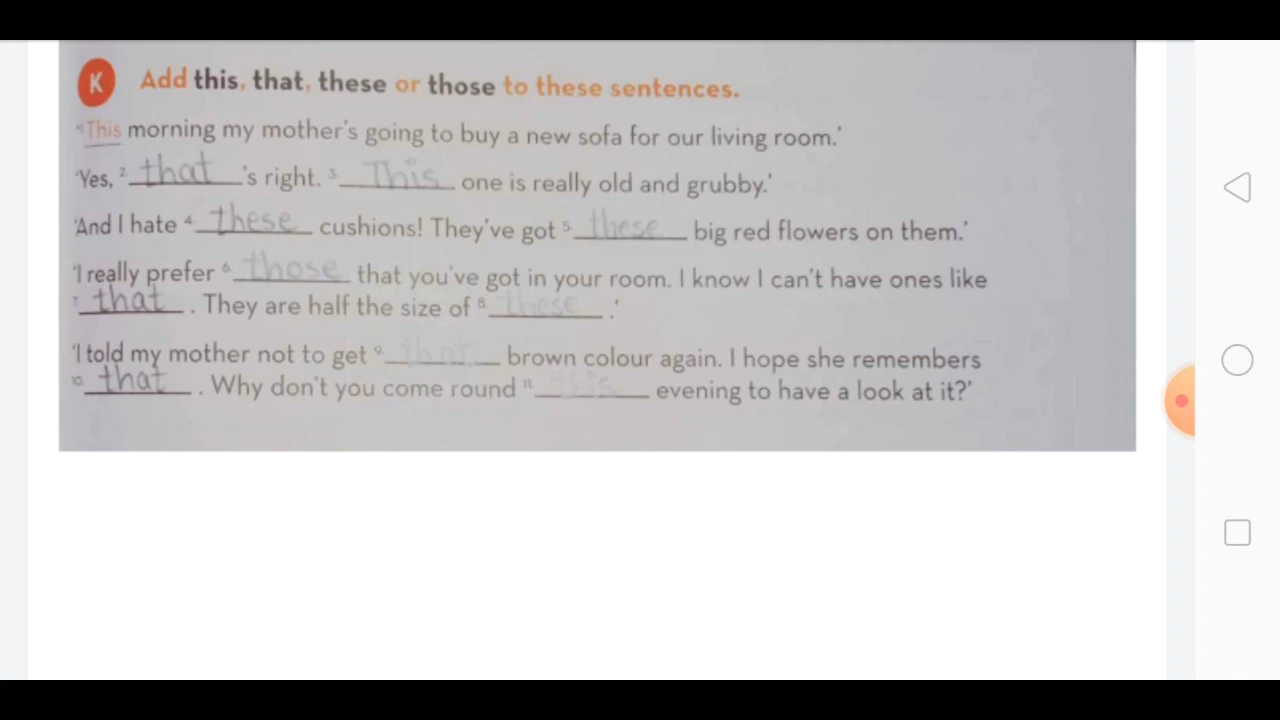 K Add this, that, these or those to these sentences.
'¹This morning my mother's going to buy a new sofa for our living room.'
'Yes, ². that 's right. ³. This one is really old and grubby.'
'And I hate ⁴. these cushions! They've got ⁵. these big red flowers on them.'
'I really prefer ⁶. those that you've got in your room. I know I can't have ones like
⁷. that . They are half the size of ⁸. these .'
'I told my mother not to get ⁹. that brown colour again. I hope she remembers
¹⁰. that . Why don't you come round ¹¹. this evening to have a look at it?'